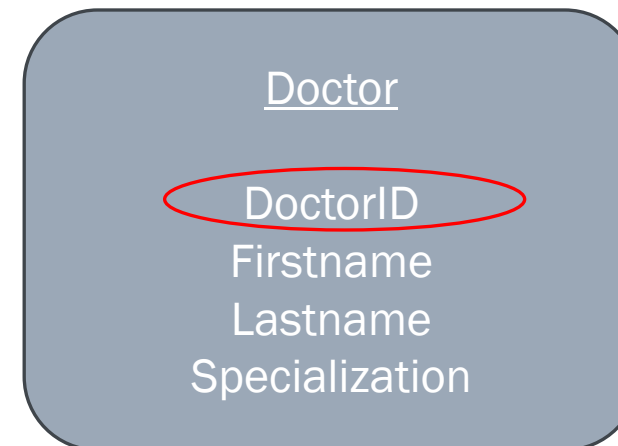 Doctor
DoctorID
Firstname
Lastname
Specialization